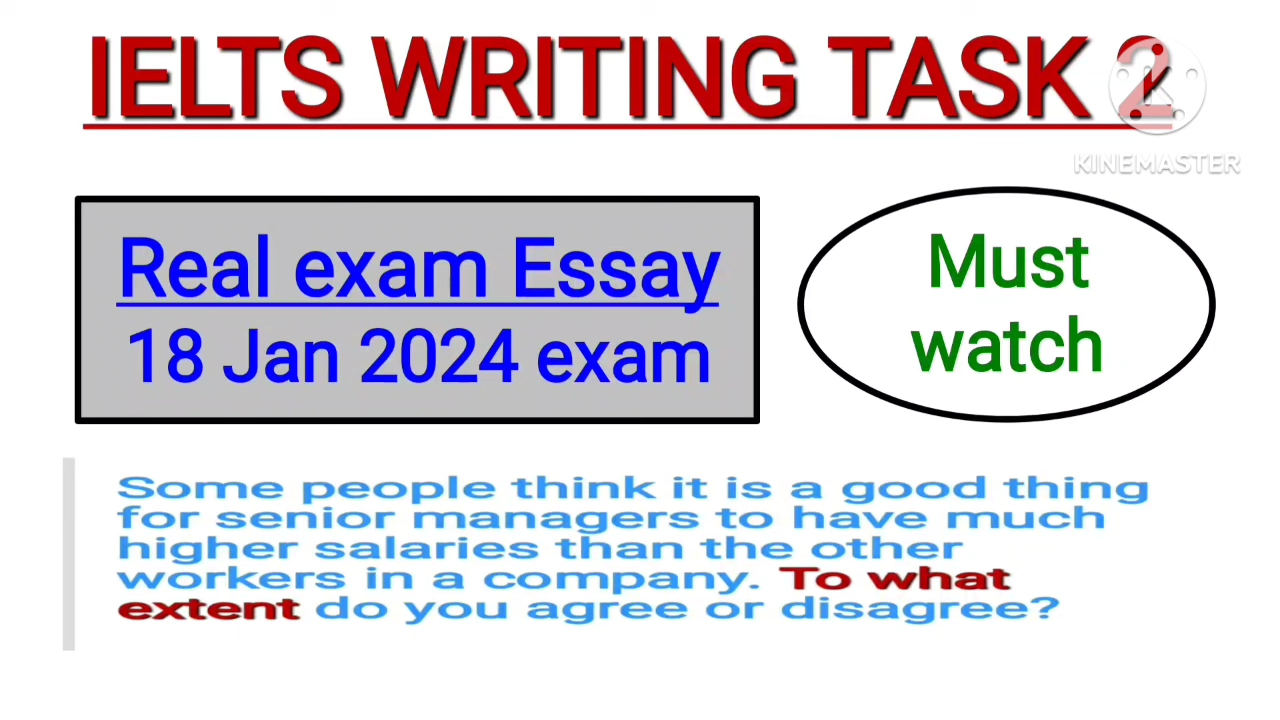 IELTS WRITING TASK 2
KINEMASTER
Real exam Essay
18 Jan 2024 exam
Must
watch
Some people think it is a good thing
for senior managers to have much
higher salaries than the other
workers in a company. To what
extent do you agree or disagree?